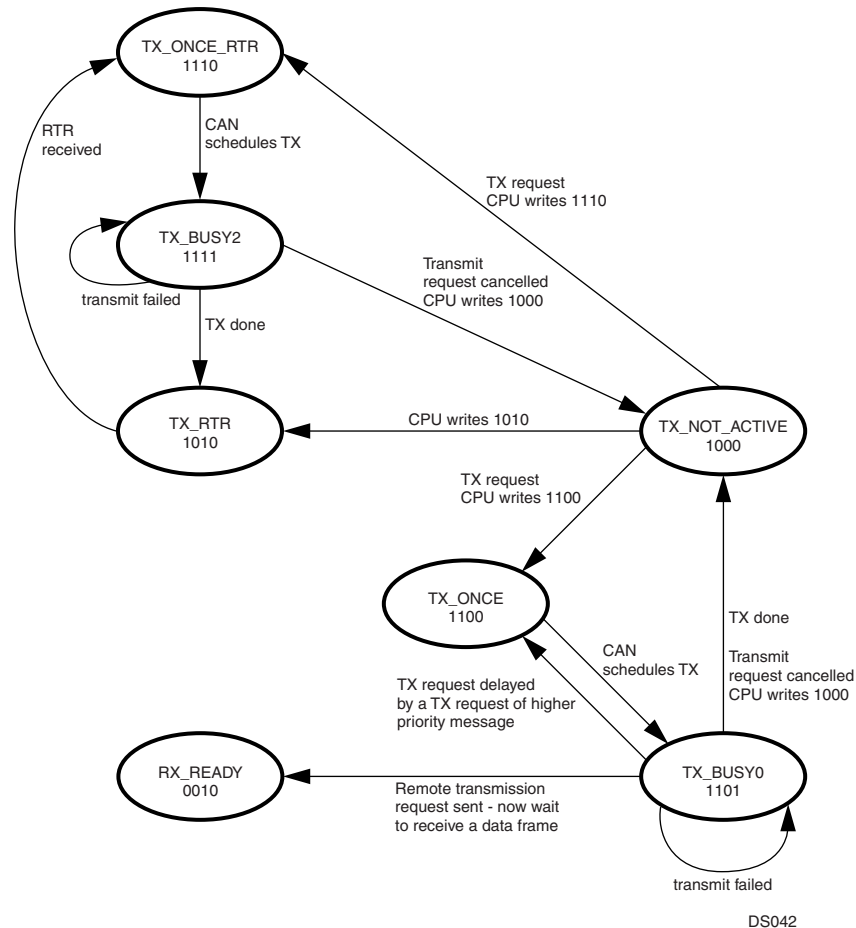 TX_ONCE_RTR
1110
RTR
received
CAN
schedules TX
TX request
CPU writes 1110
TX_BUSY2
1111
Transmit
request cancelled
CPU writes 1000
transmit failed
TX done
TX_RTR
1010
CPU writes 1010
TX_NOT_ACTIVE
1000
TX request
CPU writes 1100
TX_ONCE
1100
TX done
CAN
schedules TX
Transmit
request cancelled
CPU writes 1000
TX request delayed
by a TX request of higher
priority message
RX_READY
0010
TX_BUSY0
1101
Remote transmission
request sent - now wait
to receive a data frame
transmit failed
DS042